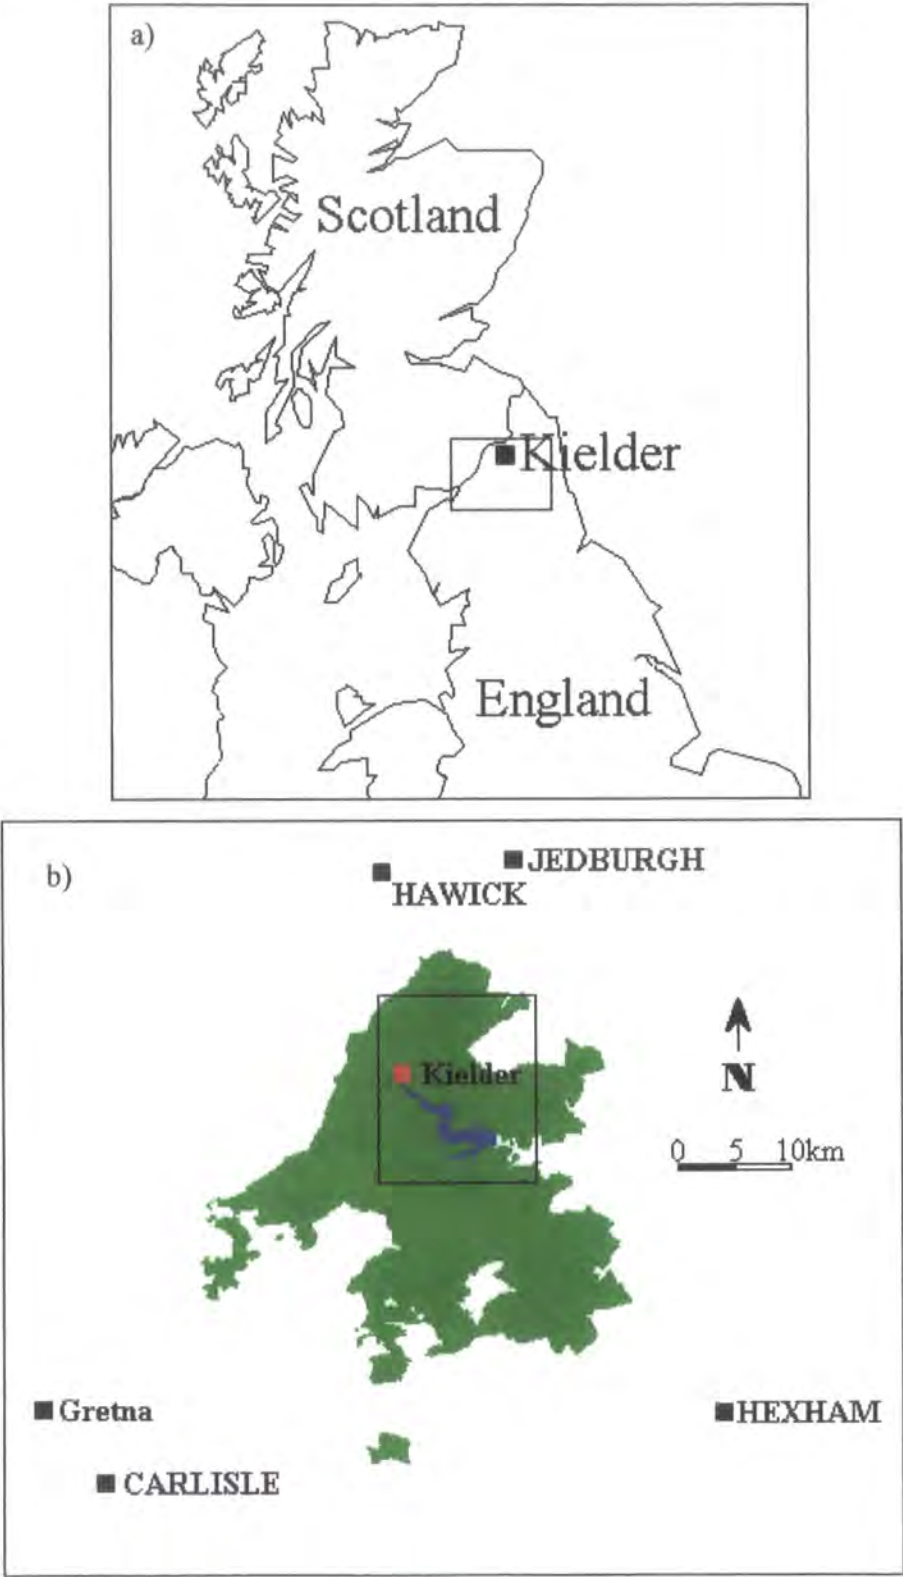 a)
Scotland
Kielder
England
b)
JEDBURGH
HAWICK
Kielder
N
0 5 10km
Gretna
HEXHAM
CARLISLE